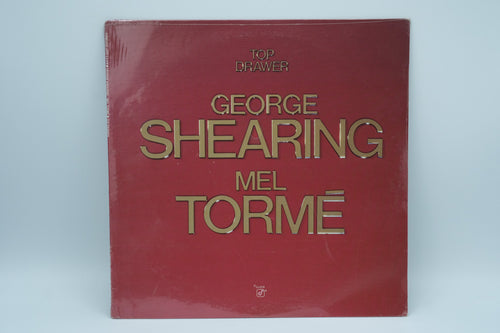 TOP
DRAWER
GEORGE
SHEARING
MEL
TORMÉ